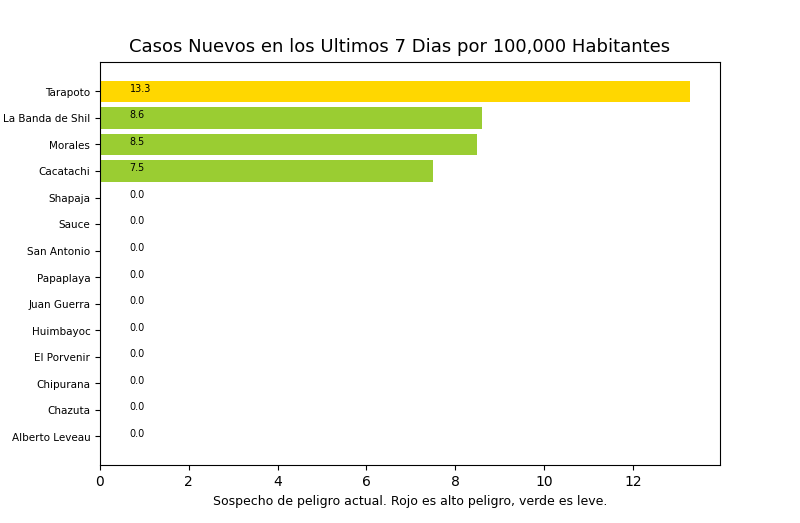 Casos Nuevos en los Ultimos 7 Dias por 100,000 Habitantes
Tarapoto 13.3
La Banda de Shil 8.6
Morales 8.5
Cacatachi 7.5
Shapaja 0.0
Sauce 0.0
San Antonio 0.0
Papaplaya 0.0
Juan Guerra 0.0
Huimbayoc 0.0
El Porvenir 0.0
Chipurana 0.0
Chazuta 0.0
Alberto Leveau 0.0
0 2 4 6 8 10 12
Sospecho de peligro actual. Rojo es alto peligro, verde es leve.